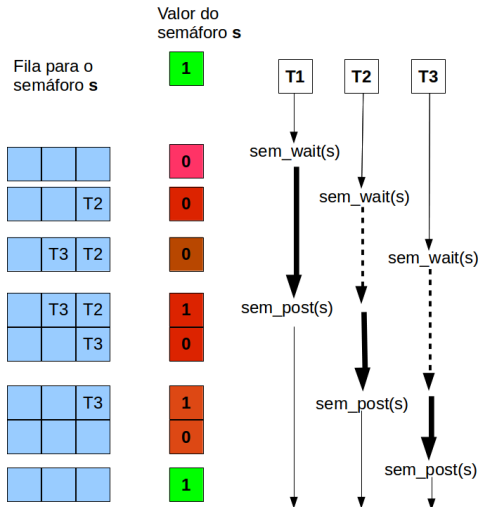 Valor do
semáforo s
Fila para o
semáforo s
1
T1 T2 T3
sem_wait(s)
0
sem_wait(s)
T2 0
sem_wait(s)
T3 T2 0
sem_post(s)
T3 T2 1
T3 0
sem_post(s)
T3 1
0
sem_post(s)
1